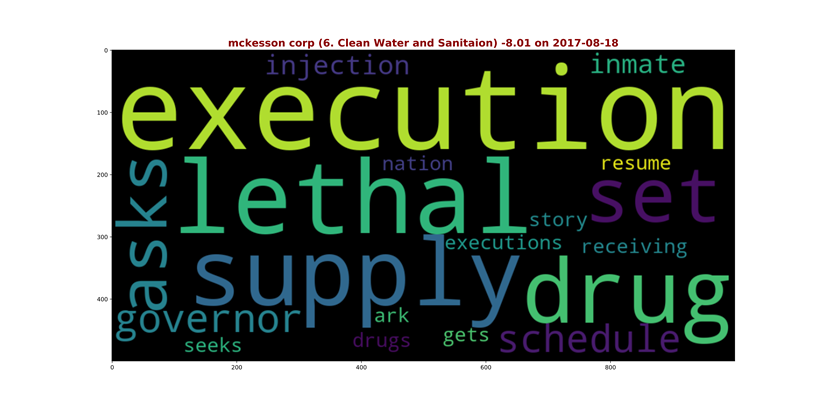 mckesson corp (6. Clean Water and Sanitaion) -8.01 on 2017-08-18
0
100
200
300
400
injection
inmate
execution
nation
resume
asks
lethal
set
story
executions
receiving
supply
drug
governor
ark
gets
schedule
seeks
drugs
0
200
400
600
800